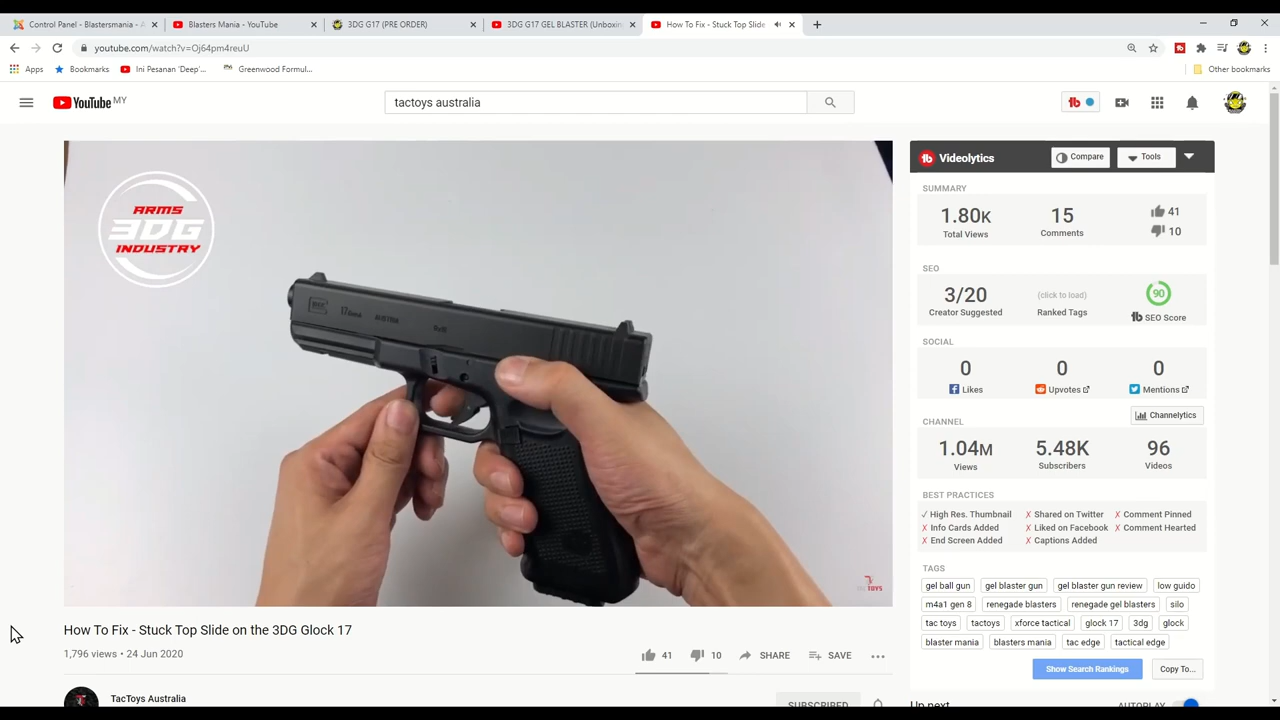 Control Panel - Blastersmania - A
Blasters Mania - YouTube
3DG G17 (PRE ORDER)
3DG G17 GEL BLASTER (Unboxin
How To Fix - Stuck Top Slide
youtube.com/watch?v=Oj64pm4reuU
Apps
Bookmarks
Ini Pesanan 'Deep'...
Greenwood Formul...
Other bookmarks
YouTube MY
tactoys australia
ARMS
3DG
INDUSTRY
AUSTRIA
How To Fix - Stuck Top Slide on the 3DG Glock 17
1,796 views • 24 Jun 2020
41
10
SHARE
SAVE
TacToys Australia
SUBSCRIBED
Videolytics
Compare
Tools
SUMMARY
1.80K
Total Views
15
Comments
41
10
SEO
3/20
Creator Suggested
(click to load)
Ranked Tags
90
tb SEO Score
SOCIAL
0
Likes
0
Upvotes
0
Mentions
Channelytics
CHANNEL
1.04M
Views
5.48K
Subscribers
96
Videos
BEST PRACTICES
✓ High Res. Thumbnail
✗ Shared on Twitter
✗ Comment Pinned
✗ Info Cards Added
✗ Liked on Facebook
✗ Comment Hearted
✗ End Screen Added
✗ Captions Added
TAGS
gel ball gun
gel blaster gun
gel blaster gun review
low guido
m4a1 gen 8
renegade blasters
renegade gel blasters
silo
tac toys
tactoys
xforce tactical
glock 17
3dg
glock
blaster mania
blasters mania
tac edge
tactical edge
Show Search Rankings
Copy To...
Up next
AUTOPLAY